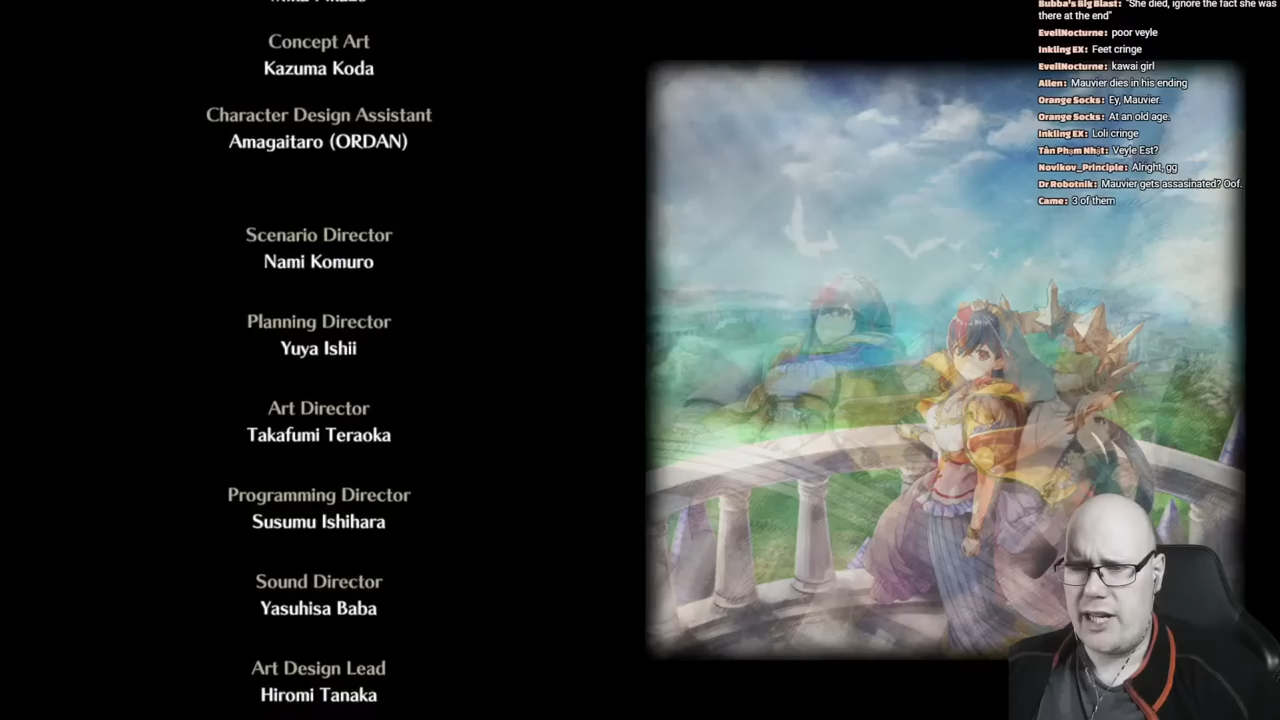 Concept Art
Kazuma Koda
Character Design Assistant
Amagaitaro (ORDAN)
Scenario Director
Nami Komuro
Planning Director
Yuya Ishii
Art Director
Takafumi Teraoka
Programming Director
Susumu Ishihara
Sound Director
Yasuhisa Baba
Art Design Lead
Hiromi Tanaka
Bubba's Big Blast: "She died, ignore the fact she was
there at the end"
EveilNocturne: poor veyle
Inkling EX: Feet cringe
EveilNocturne: kawai girl
Allen: Mauvier dies in his ending
Orange Socks: Ey, Mauvier.
Orange Socks: At an old age.
Inkling EX: Loli cringe
Tân Phạm Nhật: Veyle Est?
Novikov_Principle: Alright, gg
Dr Robotnik: Mauvier gets assasinated? Oof.
Came: 3 of them